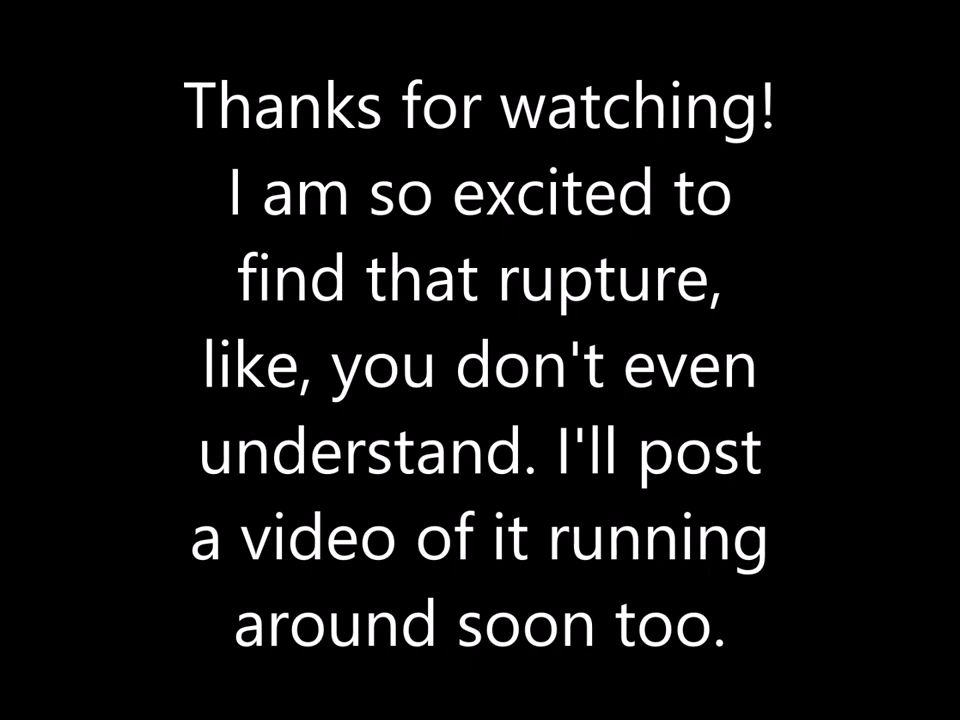 Thanks for watching!
I am so excited to
find that rupture,
like, you don't even
understand. I'll post
a video of it running
around soon too.